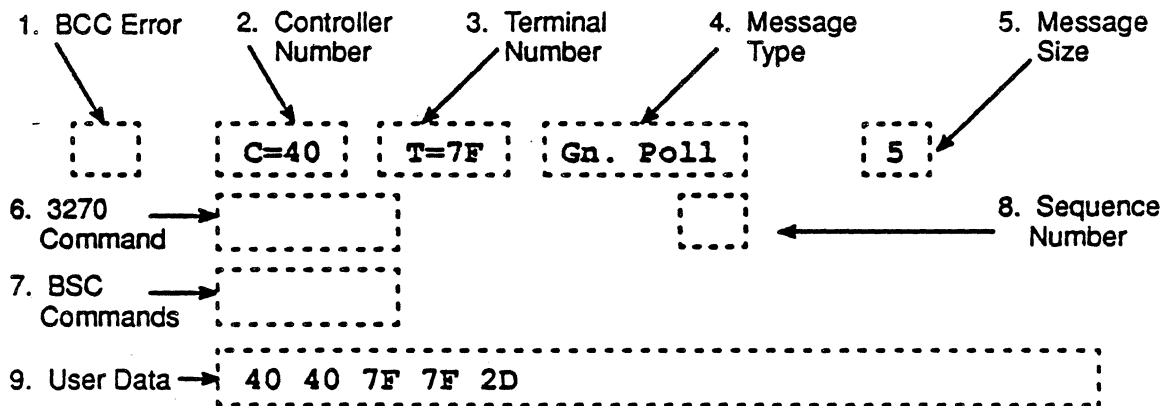 1. BCC Error
2. Controller Number
3. Terminal Number
4. Message Type
5. Message Size
C=40
T=7F
Gn. Poll
5
6. 3270 Command
8. Sequence Number
7. BSC Commands
9. User Data
40 40 7F 7F 2D